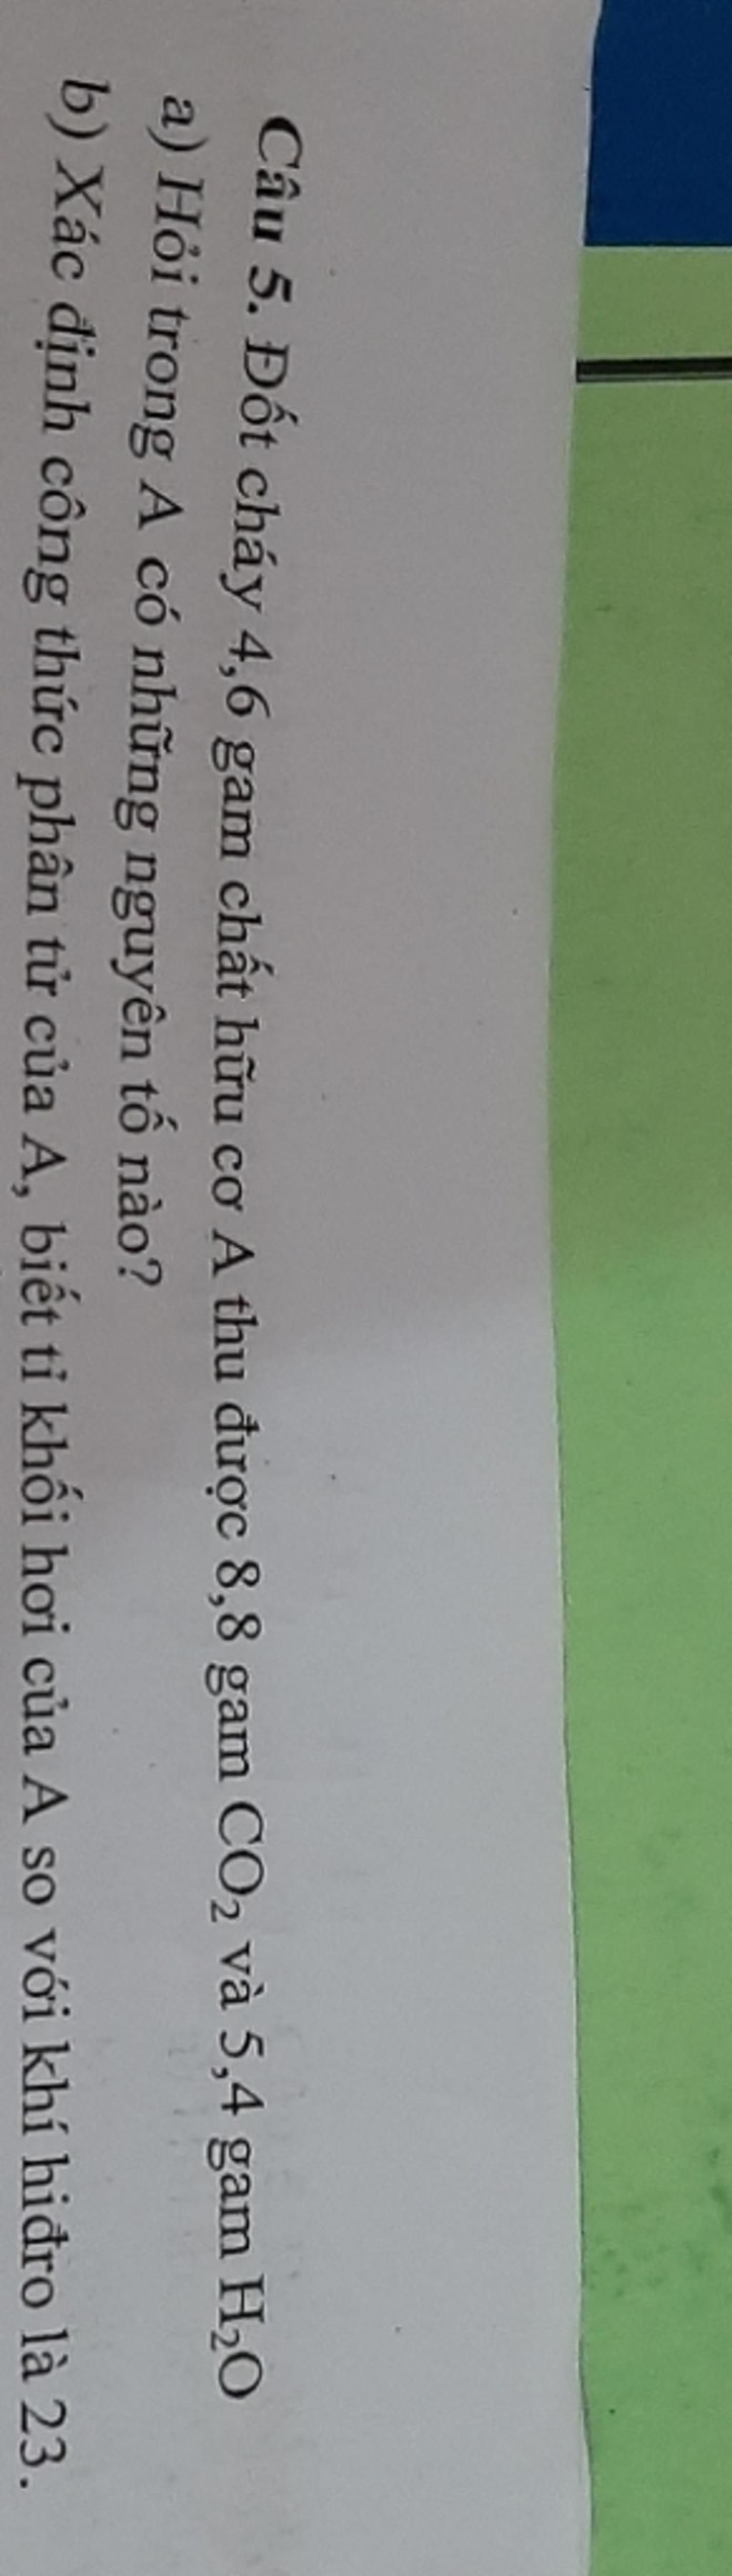 Câu 5. Đốt cháy 4,6 gam chất hữu cơ A thu được 8,8 gam CO₂ và 5,4 gam H₂O
a) Hỏi trong A có những nguyên tố nào?
b) Xác định công thức phân tử của A, biết tỉ khối hơi của A so với khí hiđro là 23.